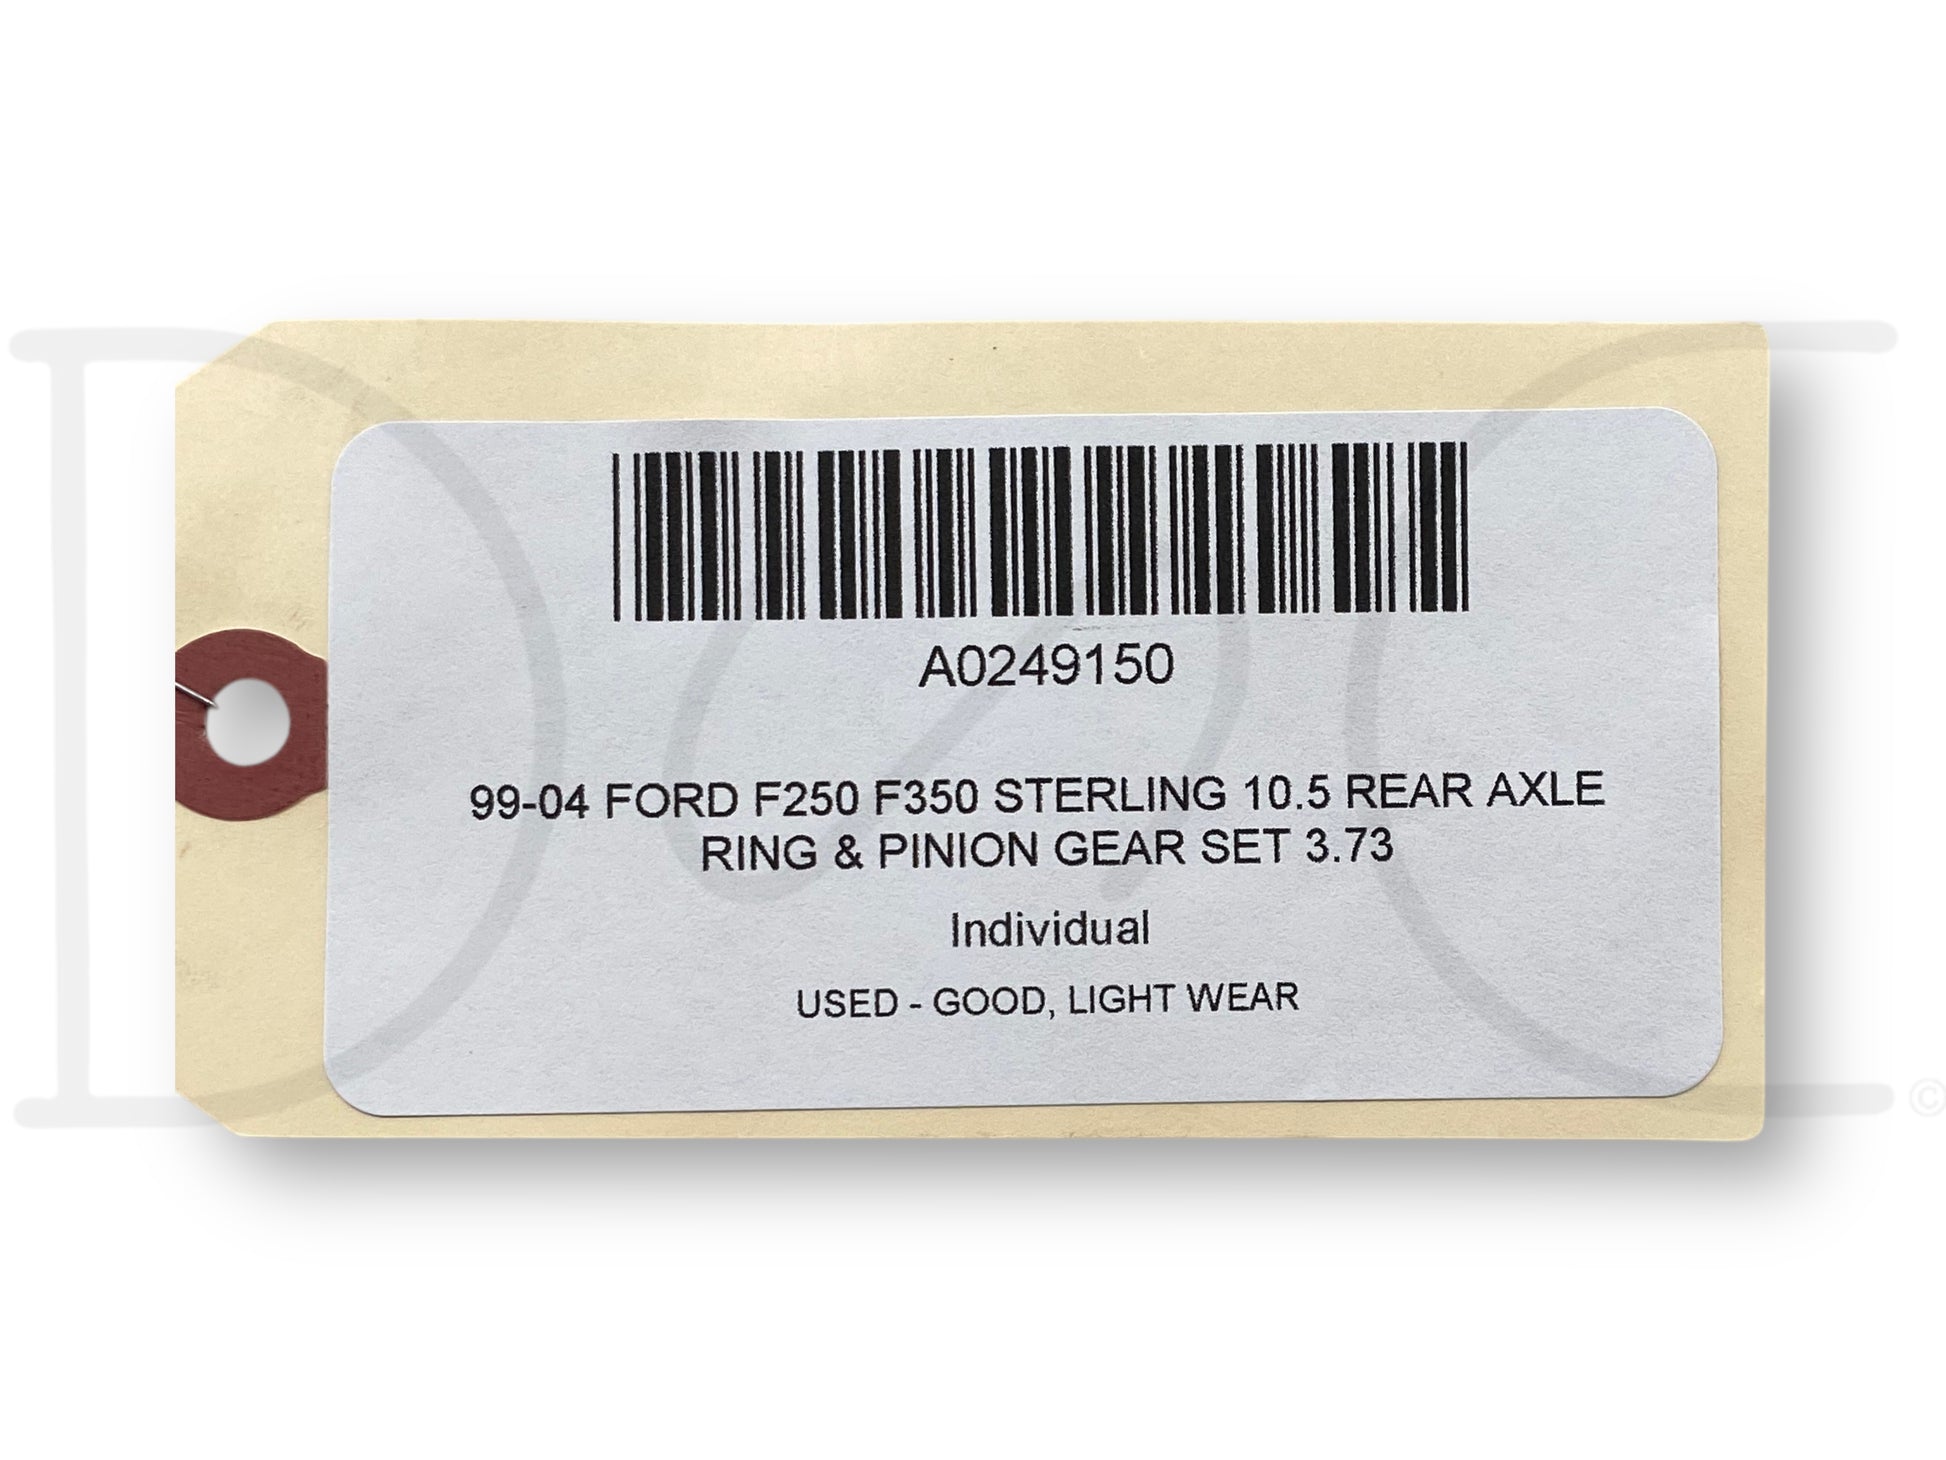 A0249150
99-04 FORD F250 F350 STERLING 10.5 REAR AXLE
RING & PINION GEAR SET 3.73
Individual
USED - GOOD, LIGHT WEAR
©